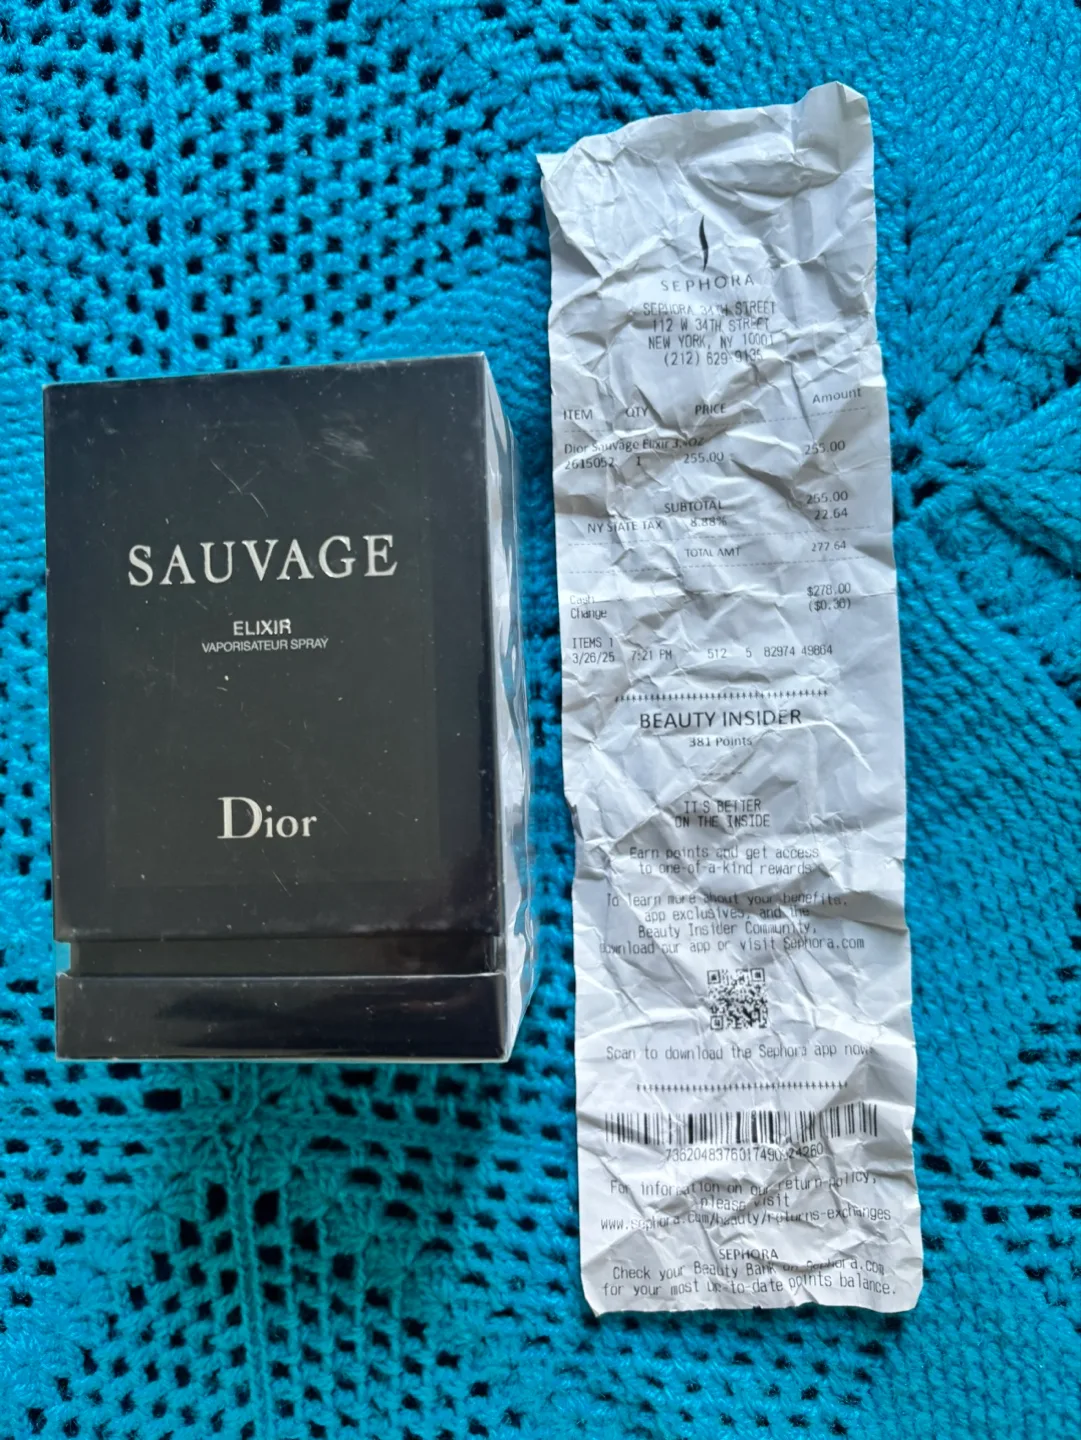 SAUVAGE
ELIXIR
VAPORISATEUR SPRAY
Dior
SEPHORA
SEPHORA 34TH STREET
112 W 34TH STREET
NEW YORK, NY 10001
(212) 629-9135
ITEM QTY PRICE Amount
Dior Sauvage Elixir 3.4OZ
2615052 1 255.00 255.00
SUBTOTAL 255.00
NY STATE TAX 8.88% 22.64
TOTAL AMT 277.64
Cash $278.00
Change ($0.36)
ITEMS 1
3/26/25 7:21 PM 512 5 82974 49864
BEAUTY INSIDER
381 Points
IT'S BETTER
ON THE INSIDE
Earn points and get access
to one-of-a-kind rewards
To learn more about your benefits,
app exclusives, and the
Beauty Insider Community,
download our app or visit Sephora.com
Scan to download the Sephora app now.
For information on our return policy,
please visit
www.sephora.com/beauty/returns-exchanges
SEPHORA
Check your Beauty Bank on Sephora.com
for your most up-to-date points balance.